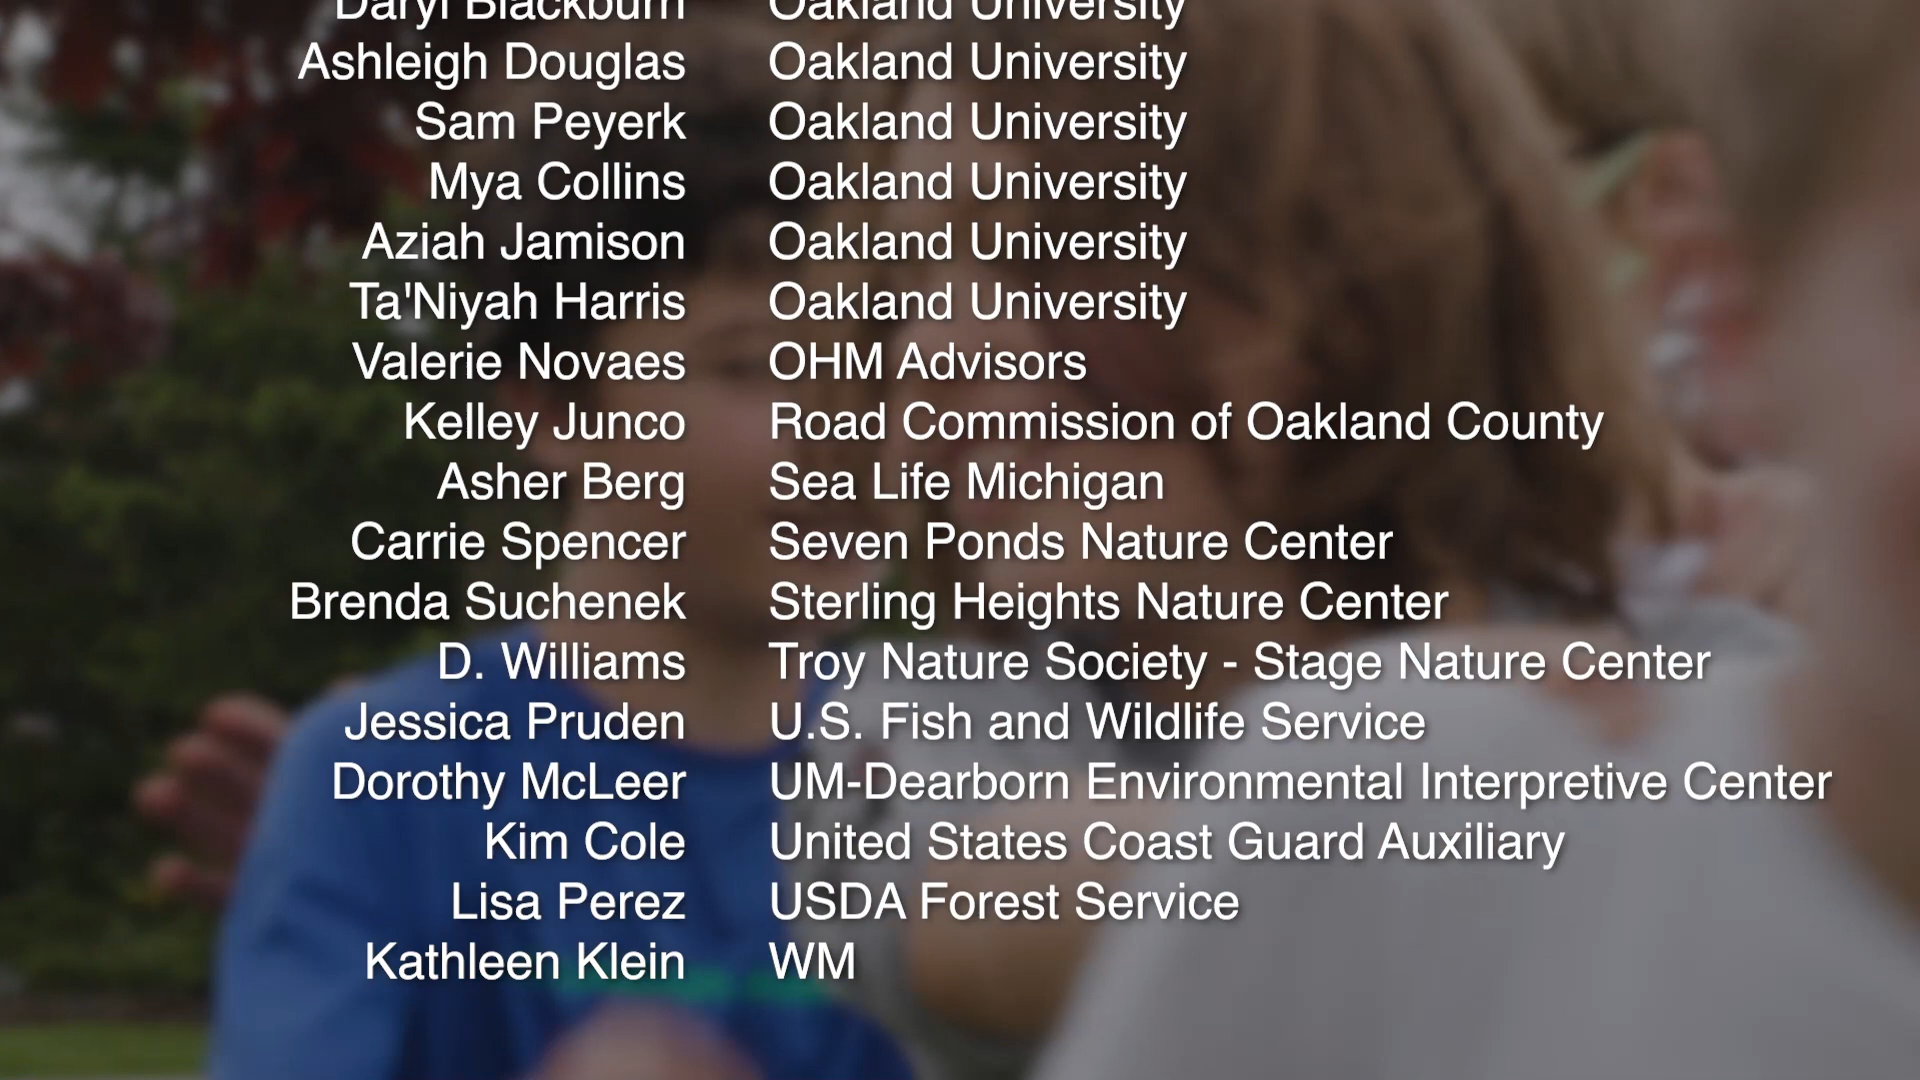 Daryl Blackburn Oakland University
Ashleigh Douglas Oakland University
Sam Peyerk Oakland University
Mya Collins Oakland University
Aziah Jamison Oakland University
Ta'Niyah Harris Oakland University
Valerie Novaes OHM Advisors
Kelley Junco Road Commission of Oakland County
Asher Berg Sea Life Michigan
Carrie Spencer Seven Ponds Nature Center
Brenda Suchenek Sterling Heights Nature Center
D. Williams Troy Nature Society - Stage Nature Center
Jessica Pruden U.S. Fish and Wildlife Service
Dorothy McLeer UM-Dearborn Environmental Interpretive Center
Kim Cole United States Coast Guard Auxiliary
Lisa Perez USDA Forest Service
Kathleen Klein WM